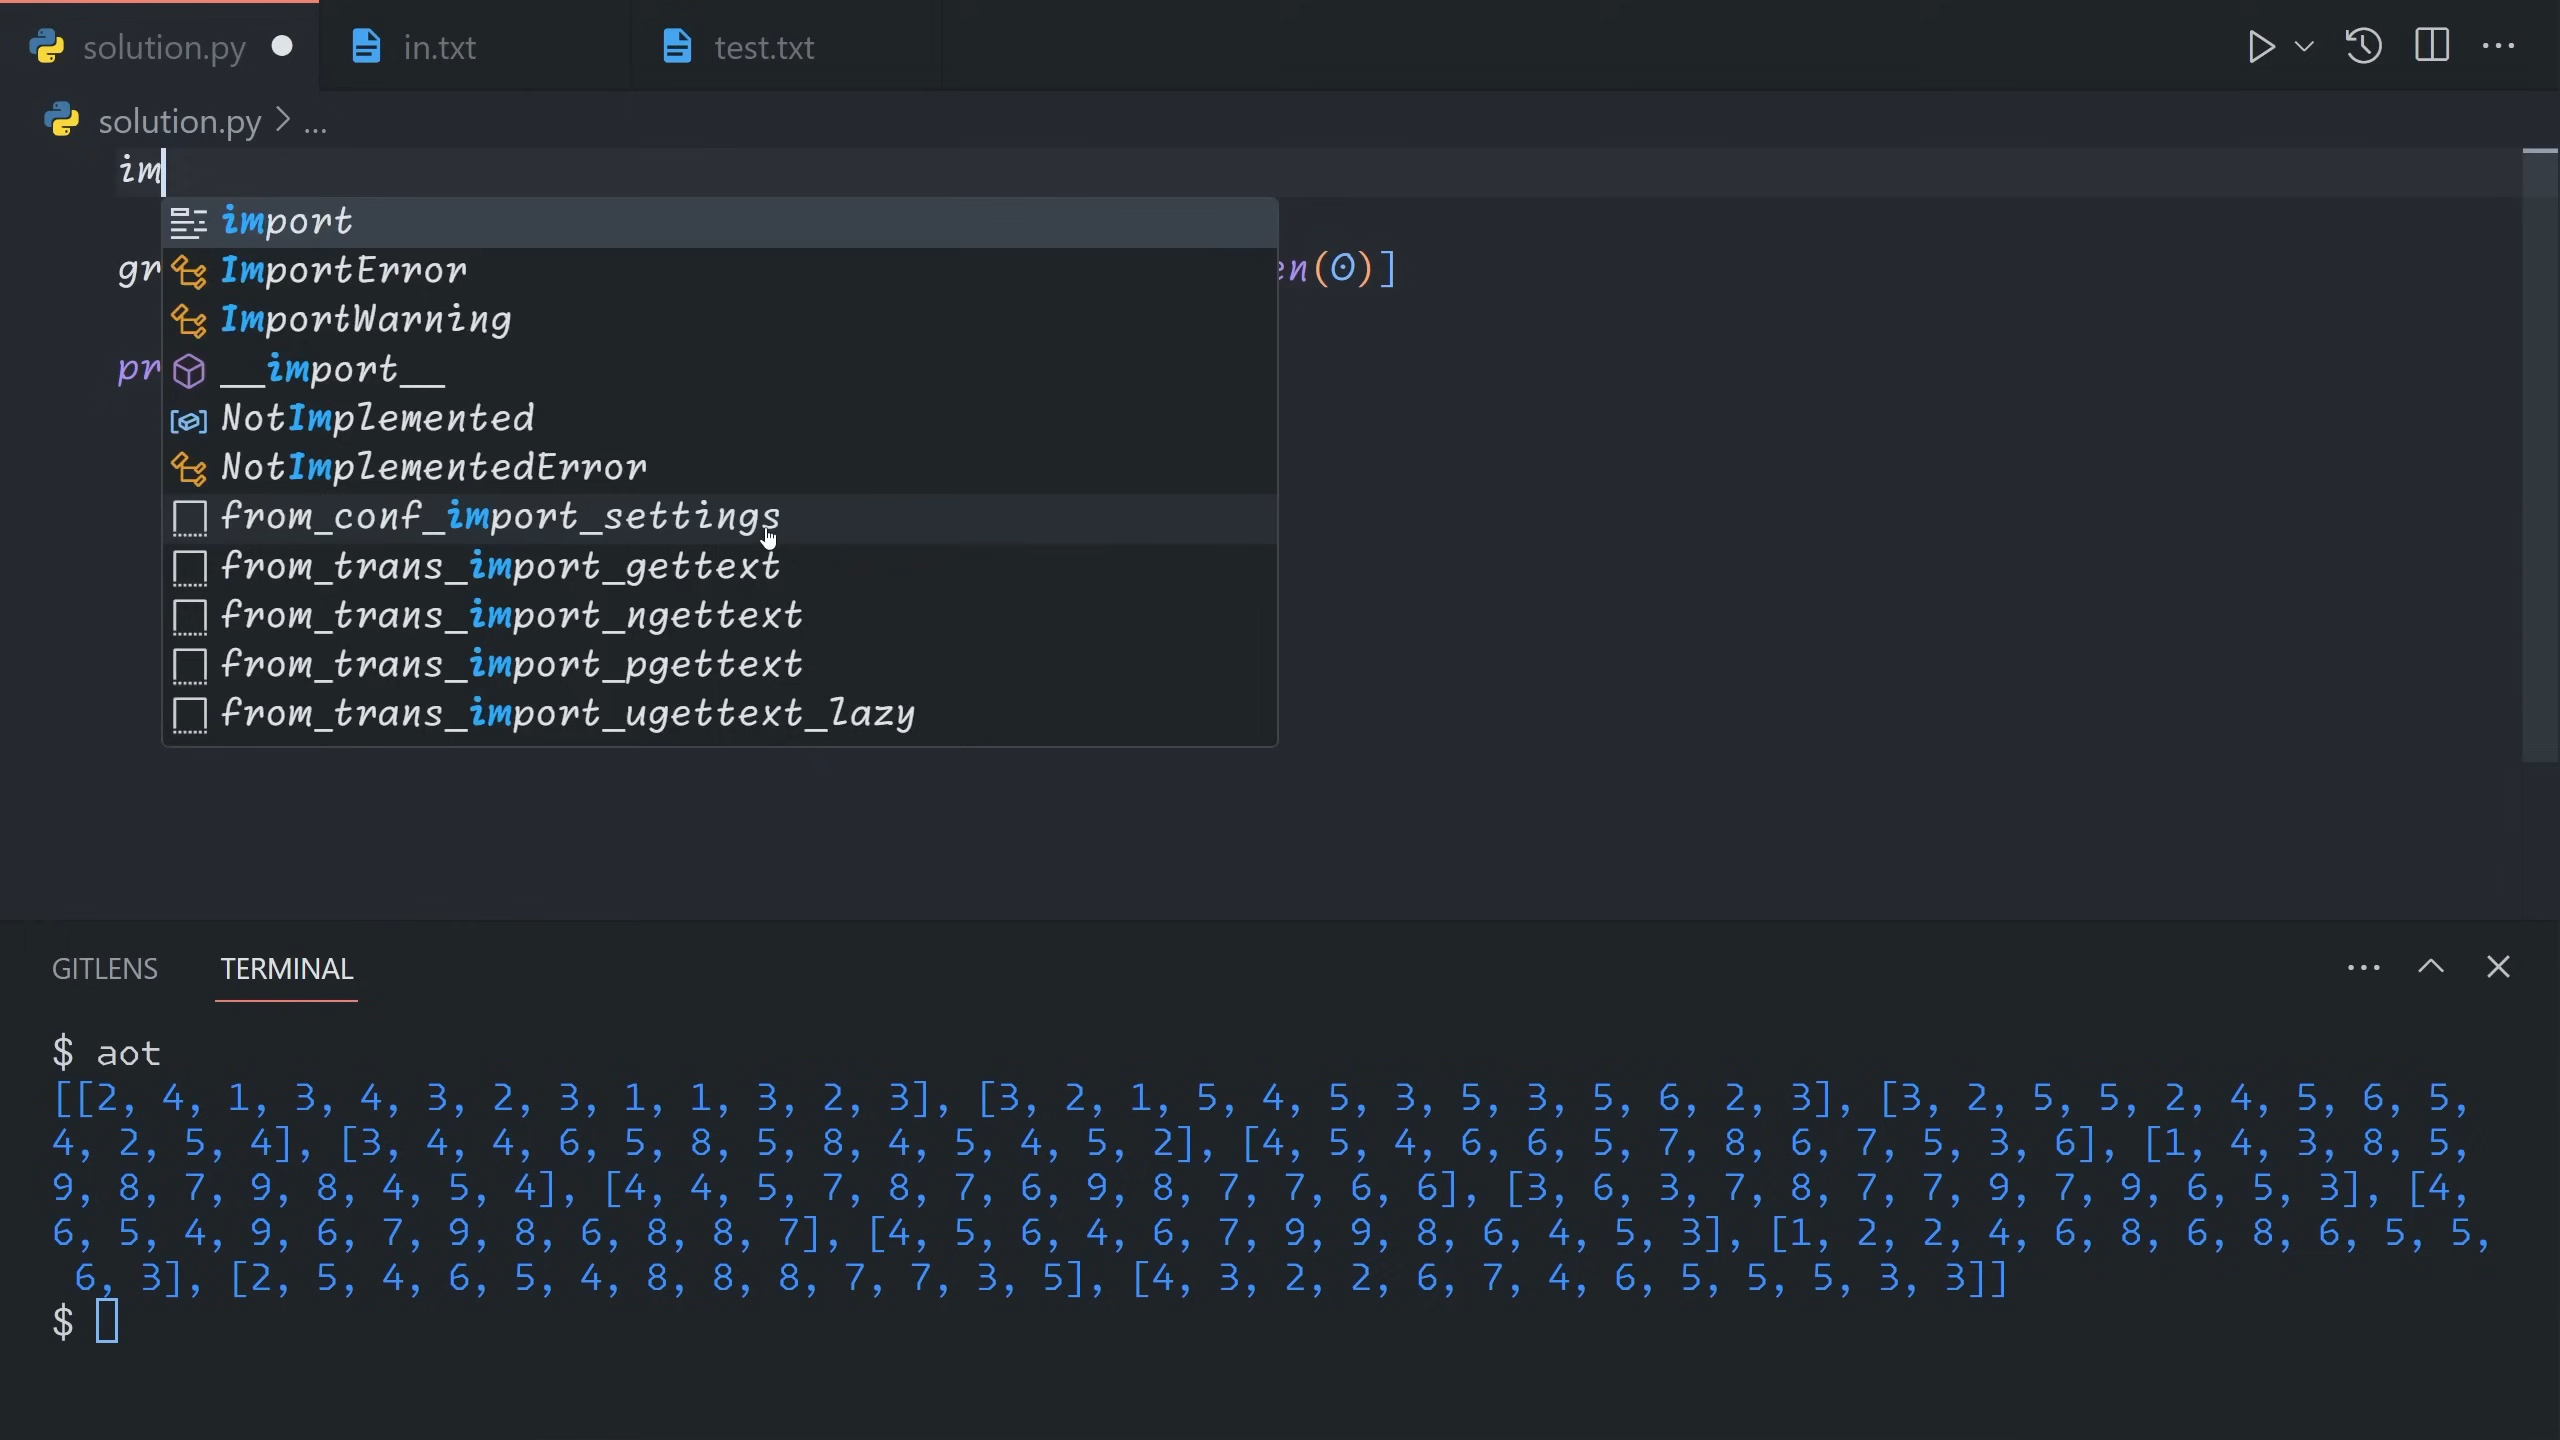 solution.py in.txt test.txt
solution.py > ...
im
import
gr ImportError en(0)]
ImportWarning
pr __import__
NotImplemented
NotImplementedError
from_conf_import_settings
from_trans_import_gettext
from_trans_import_ngettext
from_trans_import_pgettext
from_trans_import_ugettext_lazy
GITLENS TERMINAL
$ aot
[[2, 4, 1, 3, 4, 3, 2, 3, 1, 1, 3, 2, 3], [3, 2, 1, 5, 4, 5, 3, 5, 3, 5, 6, 2, 3], [3, 2, 5, 5, 2, 4, 5, 6, 5,
4, 2, 5, 4], [3, 4, 4, 6, 5, 8, 5, 8, 4, 5, 4, 5, 2], [4, 5, 4, 6, 6, 5, 7, 8, 6, 7, 5, 3, 6], [1, 4, 3, 8, 5,
9, 8, 7, 9, 8, 4, 5, 4], [4, 4, 5, 7, 8, 7, 6, 9, 8, 7, 7, 6, 6], [3, 6, 3, 7, 8, 7, 7, 9, 7, 9, 6, 5, 3], [4,
6, 5, 4, 9, 6, 7, 9, 8, 6, 8, 8, 7], [4, 5, 6, 4, 6, 7, 9, 9, 8, 6, 4, 5, 3], [1, 2, 2, 4, 6, 8, 6, 8, 6, 5, 5,
6, 3], [2, 5, 4, 6, 5, 4, 8, 8, 8, 7, 7, 3, 5], [4, 3, 2, 2, 6, 7, 4, 6, 5, 5, 5, 3, 3]]
$